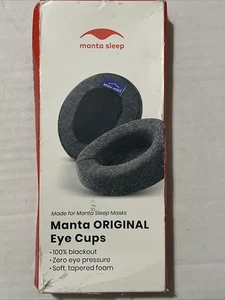 manta sleep
Made for Manta Sleep Masks
Manta ORIGINAL
Eye Cups
•100% blackout
•Zero eye pressure
•Soft, tapered foam